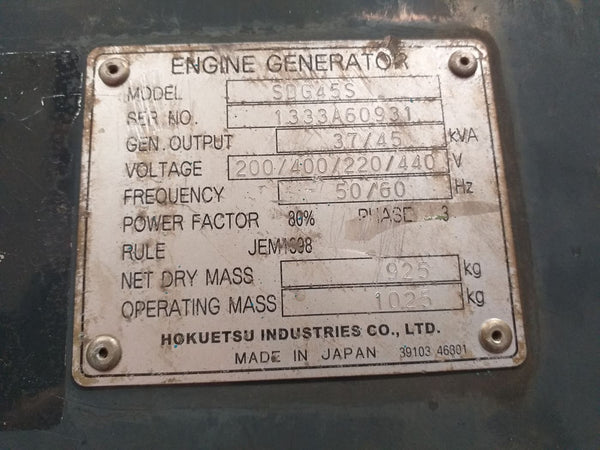 ENGINE GENERATOR
MODEL SDG45S
SER NO. 1333A60931
GEN. OUTPUT 37/45 kVA
VOLTAGE 200/400/220/440 V
FREQUENCY 50/60 Hz
POWER FACTOR 80% PHASE 3
RULE JEM1398
NET DRY MASS 925 kg
OPERATING MASS 1025 kg
HOKUETSU INDUSTRIES CO., LTD.
MADE IN JAPAN 39103 46801